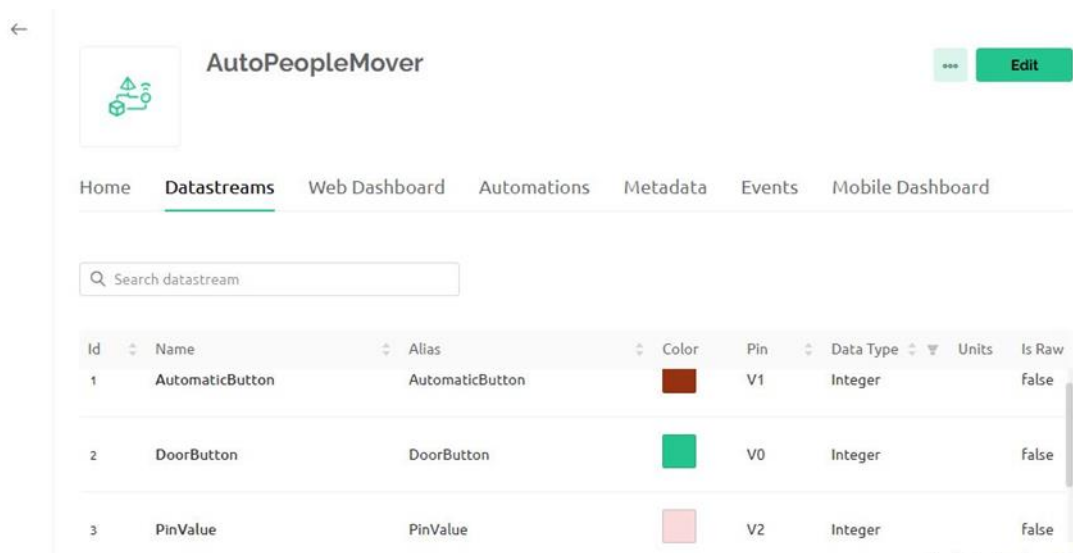 AutoPeopleMover
Edit
Home Datastreams Web Dashboard Automations Metadata Events Mobile Dashboard
Search datastream
Id Name Alias Color Pin Data Type Units Is Raw
1 AutomaticButton AutomaticButton V1 Integer false
2 DoorButton DoorButton V0 Integer false
3 PinValue PinValue V2 Integer false